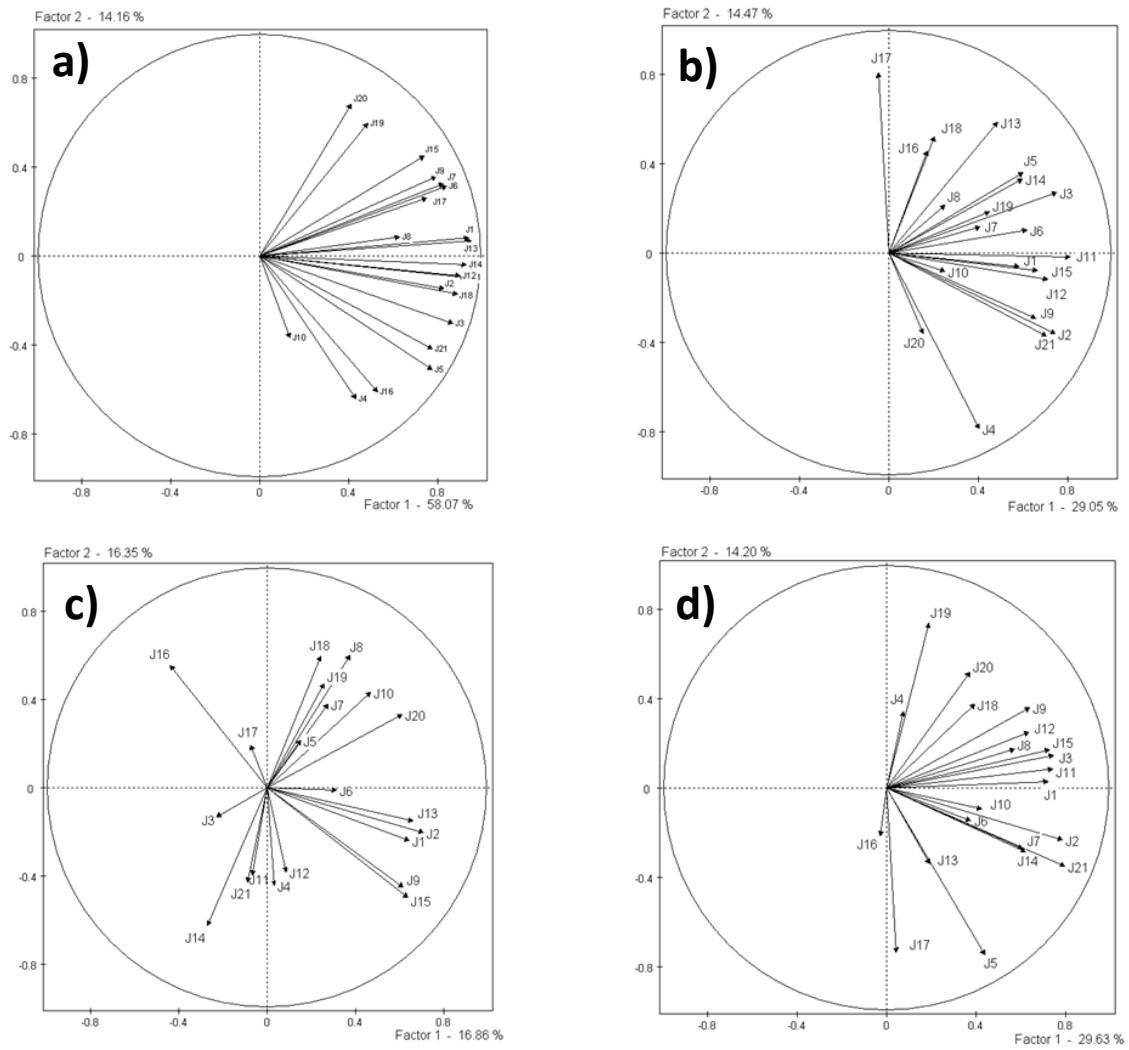 Factor 2 - 14.16 %
a)
0.8
J20
J19
J15
0.4
J9
J7
J6
J17
J8
J1
J13
0
J14
J12
J2
J18
J3
J10
J21
-0.4
J5
J16
J4
-0.8
-0.8
-0.4
0
0.4
0.8
Factor 1 - 58.07 %
Factor 2 - 14.47 %
b)
J17
0.8
J18
J13
J16
J5
0.4
J14
J3
J8
J19
J7
J6
0
J11
J1
J10
J15
J12
J9
J2
J20
J21
-0.4
J4
-0.8
-0.8
-0.4
0
0.4
0.8
Factor 1 - 29.05 %
Factor 2 - 16.35 %
c)
0.8
J16
J18
J8
J19
J10
0.4
J7
J20
J17
J5
0
J6
J3
J13
J2
J1
J12
J11
J9
-0.4
J21
J4
J15
J14
-0.8
-0.8
-0.4
0
0.4
0.8
Factor 1 - 16.86 %
Factor 2 - 14.20 %
d)
0.8
J19
J20
J4
J18
J9
0.4
J12
J8
J15
J3
J11
0
J1
J10
J6
J16
J7
J2
J13
J14
J21
-0.4
J17
J5
-0.8
-0.8
-0.4
0
0.4
0.8
Factor 1 - 29.63 %